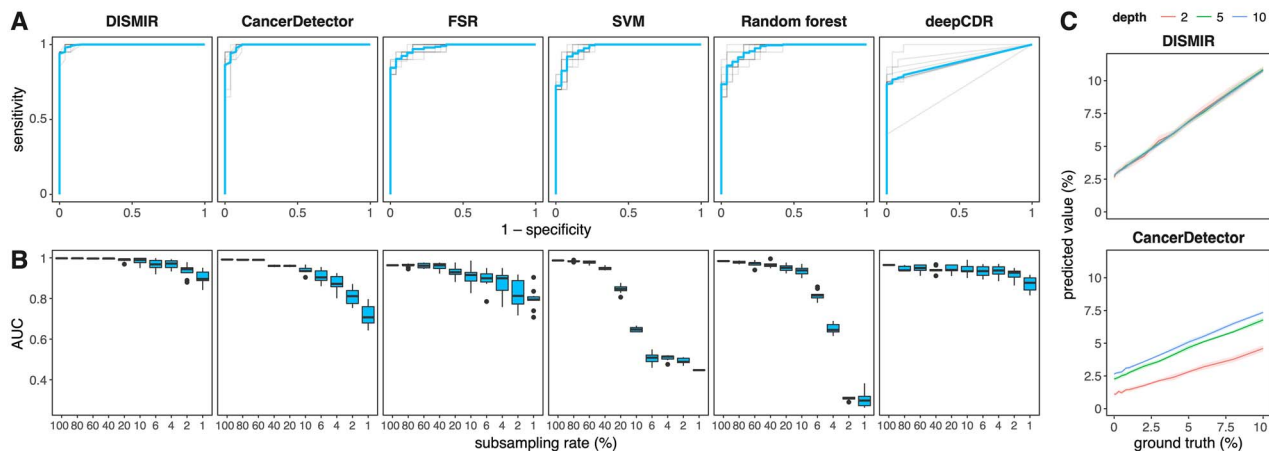 A
DISMIR CancerDetector FSR SVM Random forest deepCDR
sensitivity
1
0.5
0
0 0.5 1 0 0.5 1 0 0.5 1 0 0.5 1 0 0.5 1 0 0.5 1
1 − specificity
B
AUC
1
0.8
0.6
0.4
100 80 60 40 20 10 6 4 2 1 100 80 60 40 20 10 6 4 2 1 100 80 60 40 20 10 6 4 2 1 100 80 60 40 20 10 6 4 2 1 100 80 60 40 20 10 6 4 2 1 100 80 60 40 20 10 6 4 2 1
subsampling rate (%)
C
depth 2 5 10
DISMIR
predicted value (%)
10
7.5
5
2.5
0
CancerDetector
10
7.5
5
2.5
0
0 2.5 5 7.5 10
ground truth (%)